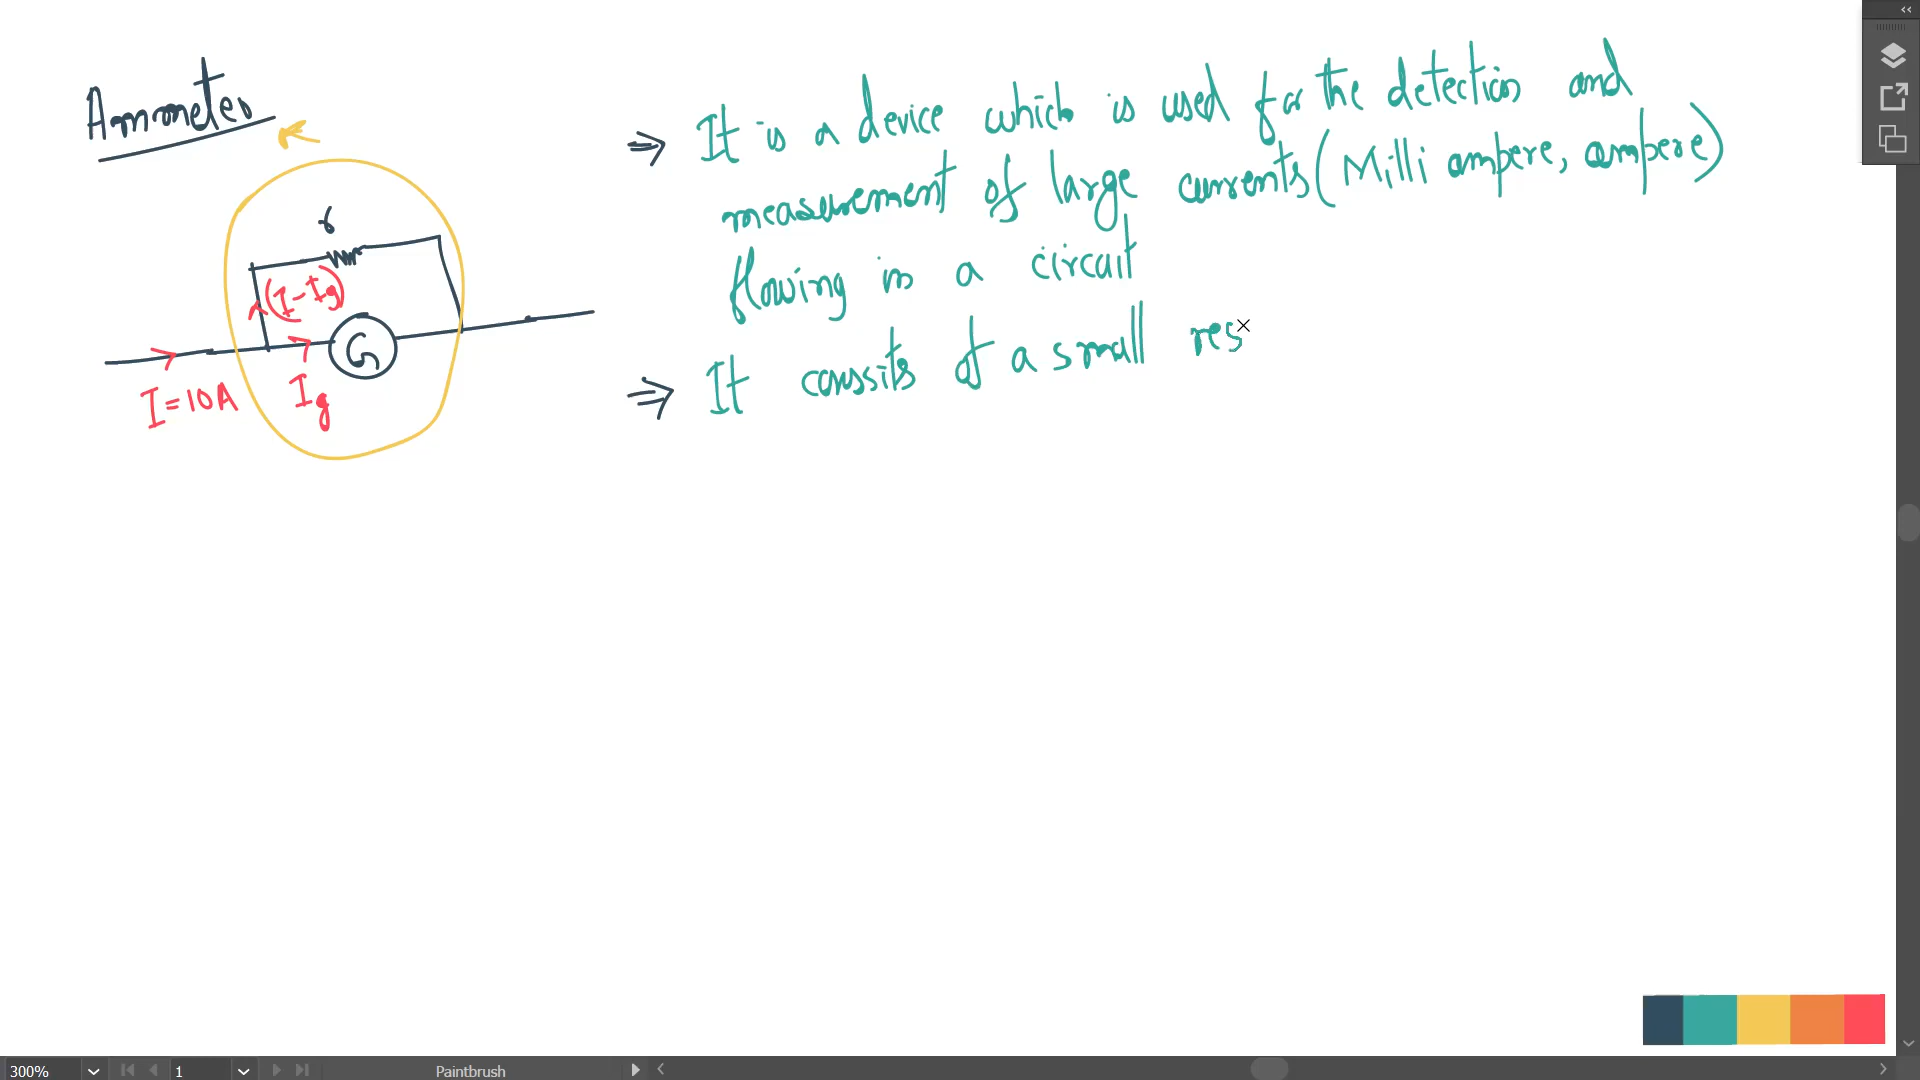 Ammeter
r
(I-Ig)
G
I=10A
Ig
⇒ It is a device which is used for the detection and
measurement of large currents (Milli ampere, ampere)
flowing in a circuit
⇒ It consits of a small res
300%
1
Paintbrush